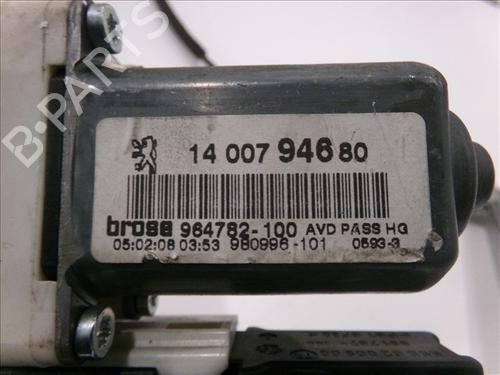 B-PARTS
14 007 946 80
brose 964782-100 AVD PASS HG
05:02:08 03:53 980996-101 0593-3